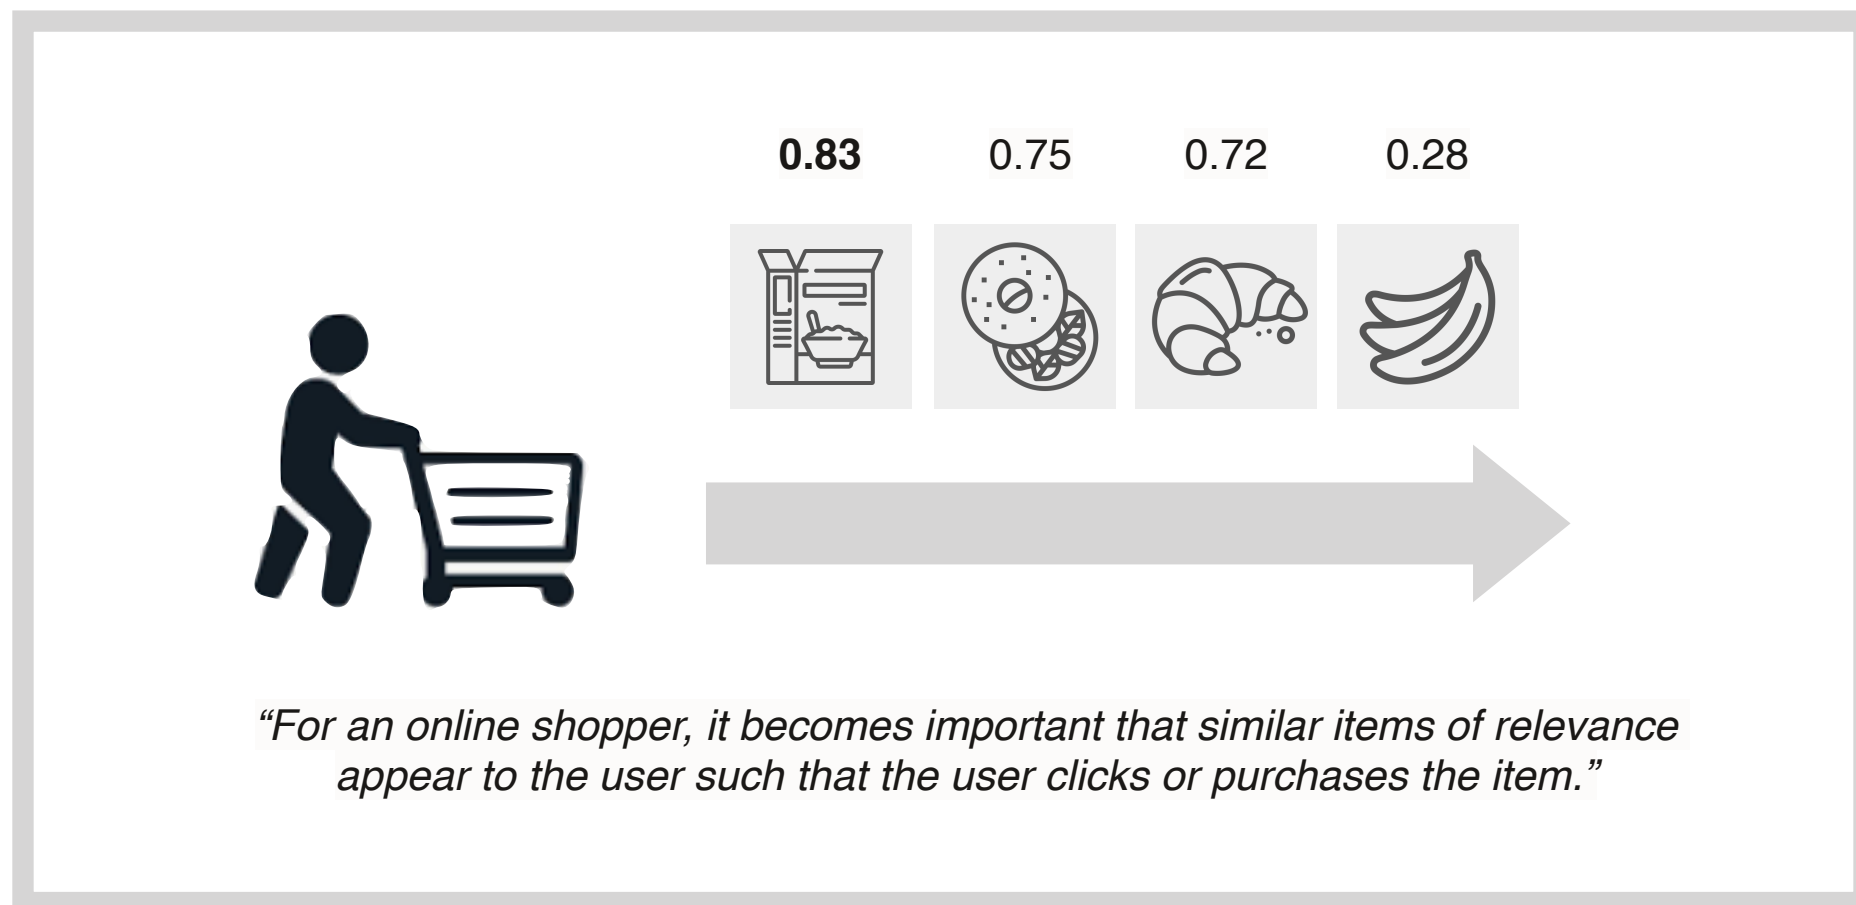 0.83 0.75 0.72 0.28
“For an online shopper, it becomes important that similar items of relevance
appear to the user such that the user clicks or purchases the item.”